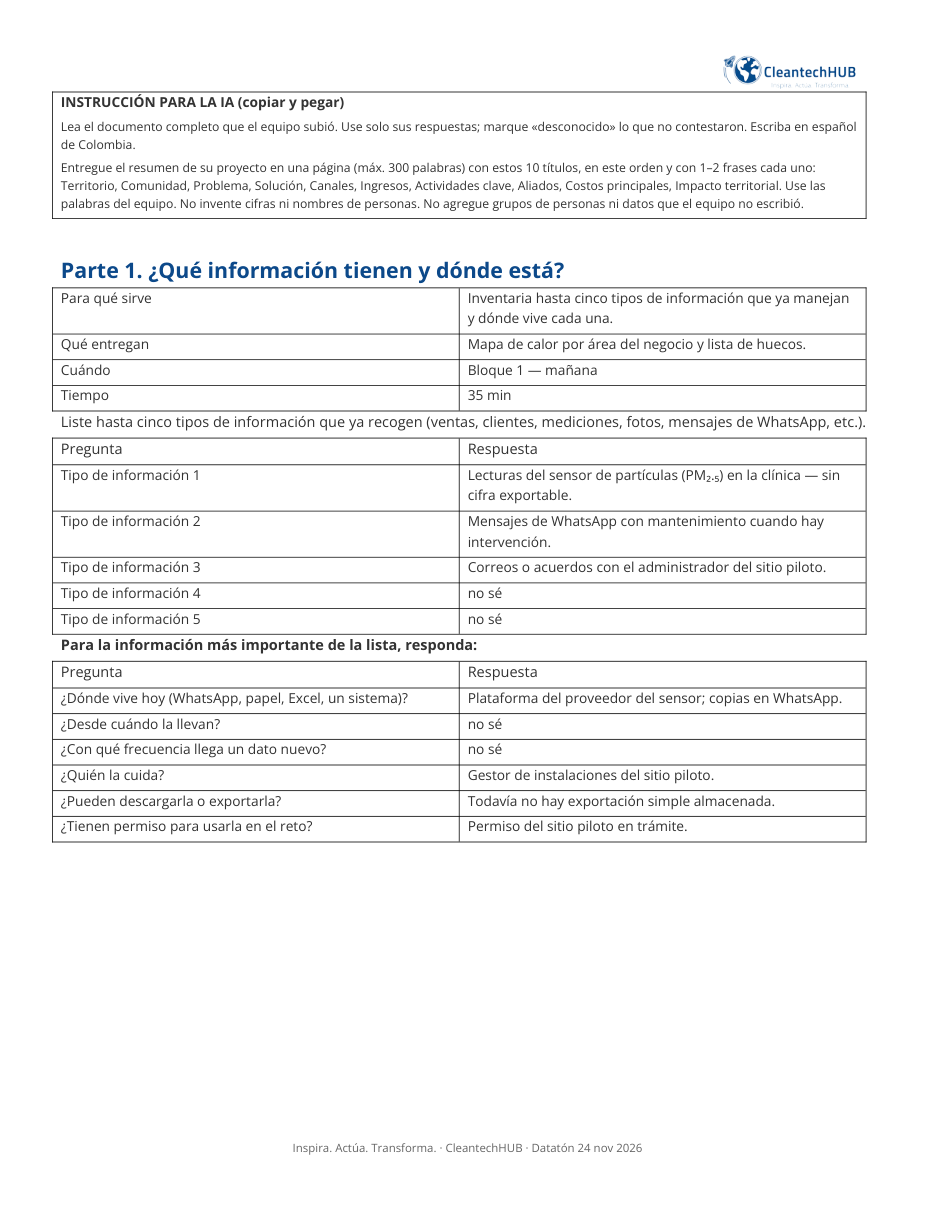 CleantechHUB
Inspira. Actúa. Transforma.
INSTRUCCIÓN PARA LA IA (copiar y pegar)
Lea el documento completo que el equipo subió. Use solo sus respuestas; marque «desconocido» lo que no contestaron. Escriba en español
de Colombia.
Entregue el resumen de su proyecto en una página (máx. 300 palabras) con estos 10 títulos, en este orden y con 1–2 frases cada uno:
Territorio, Comunidad, Problema, Solución, Canales, Ingresos, Actividades clave, Aliados, Costos principales, Impacto territorial. Use las
palabras del equipo. No invente cifras ni nombres de personas. No agregue grupos de personas ni datos que el equipo no escribió.
Parte 1. ¿Qué información tienen y dónde está?
Para qué sirve
Inventaria hasta cinco tipos de información que ya manejan
y dónde vive cada una.
Qué entregan
Mapa de calor por área del negocio y lista de huecos.
Cuándo
Bloque 1 — mañana
Tiempo
35 min
Liste hasta cinco tipos de información que ya recogen (ventas, clientes, mediciones, fotos, mensajes de WhatsApp, etc.).
Pregunta
Respuesta
Tipo de información 1
Lecturas del sensor de partículas (PM₂.₅) en la clínica — sin
cifra exportable.
Tipo de información 2
Mensajes de WhatsApp con mantenimiento cuando hay
intervención.
Tipo de información 3
Correos o acuerdos con el administrador del sitio piloto.
Tipo de información 4
no sé
Tipo de información 5
no sé
Para la información más importante de la lista, responda:
Pregunta
Respuesta
¿Dónde vive hoy (WhatsApp, papel, Excel, un sistema)?
Plataforma del proveedor del sensor; copias en WhatsApp.
¿Desde cuándo la llevan?
no sé
¿Con qué frecuencia llega un dato nuevo?
no sé
¿Quién la cuida?
Gestor de instalaciones del sitio piloto.
¿Pueden descargarla o exportarla?
Todavía no hay exportación simple almacenada.
¿Tienen permiso para usarla en el reto?
Permiso del sitio piloto en trámite.
Inspira. Actúa. Transforma. · CleantechHUB · Datatón 24 nov 2026